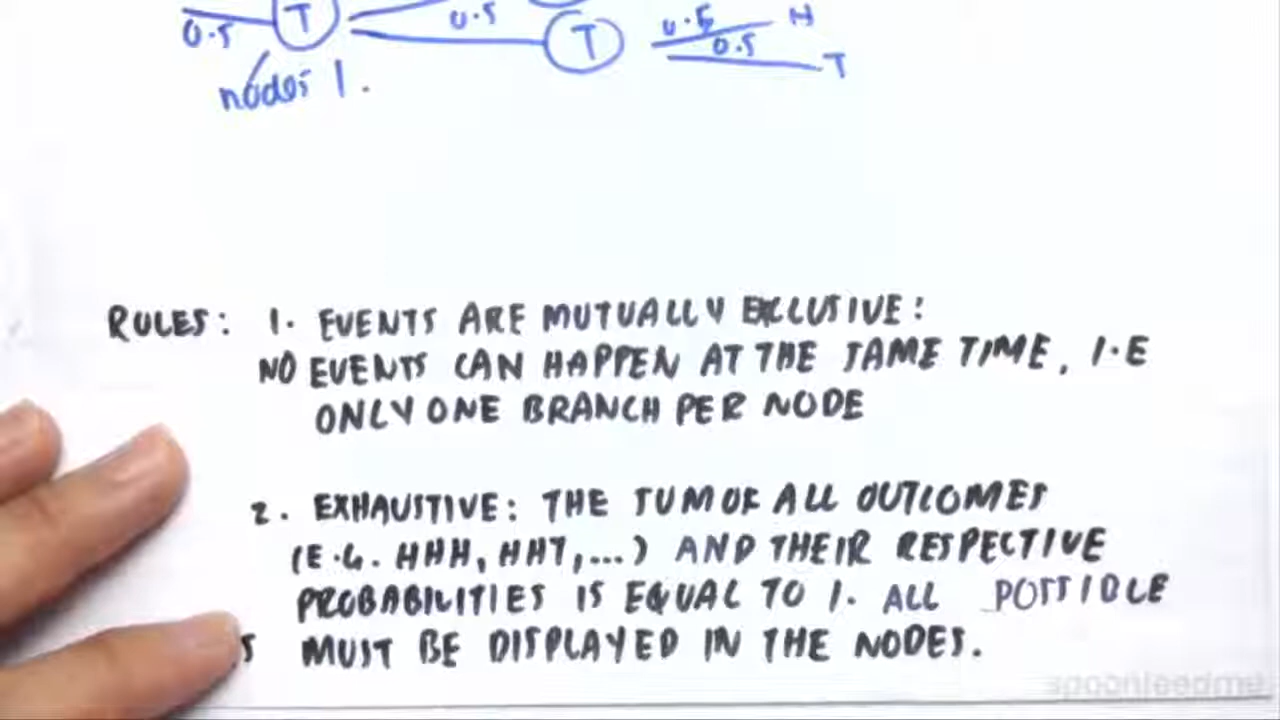 0.5 T 0.5 T 0.5 H
0.5 T
nodes 1.
RULES: 1. EVENTS ARE MUTUALLY EXCLUSIVE:
NO EVENTS CAN HAPPEN AT THE SAME TIME, I.E
ONLY ONE BRANCH PER NODE
2. EXHAUSTIVE: THE SUM OF ALL OUTCOMES
(E.G. HHH, HHT,...) AND THEIR RESPECTIVE
PROBABILITIES IS EQUAL TO 1. ALL POSSIBLE
S MUST BE DISPLAYED IN THE NODES.